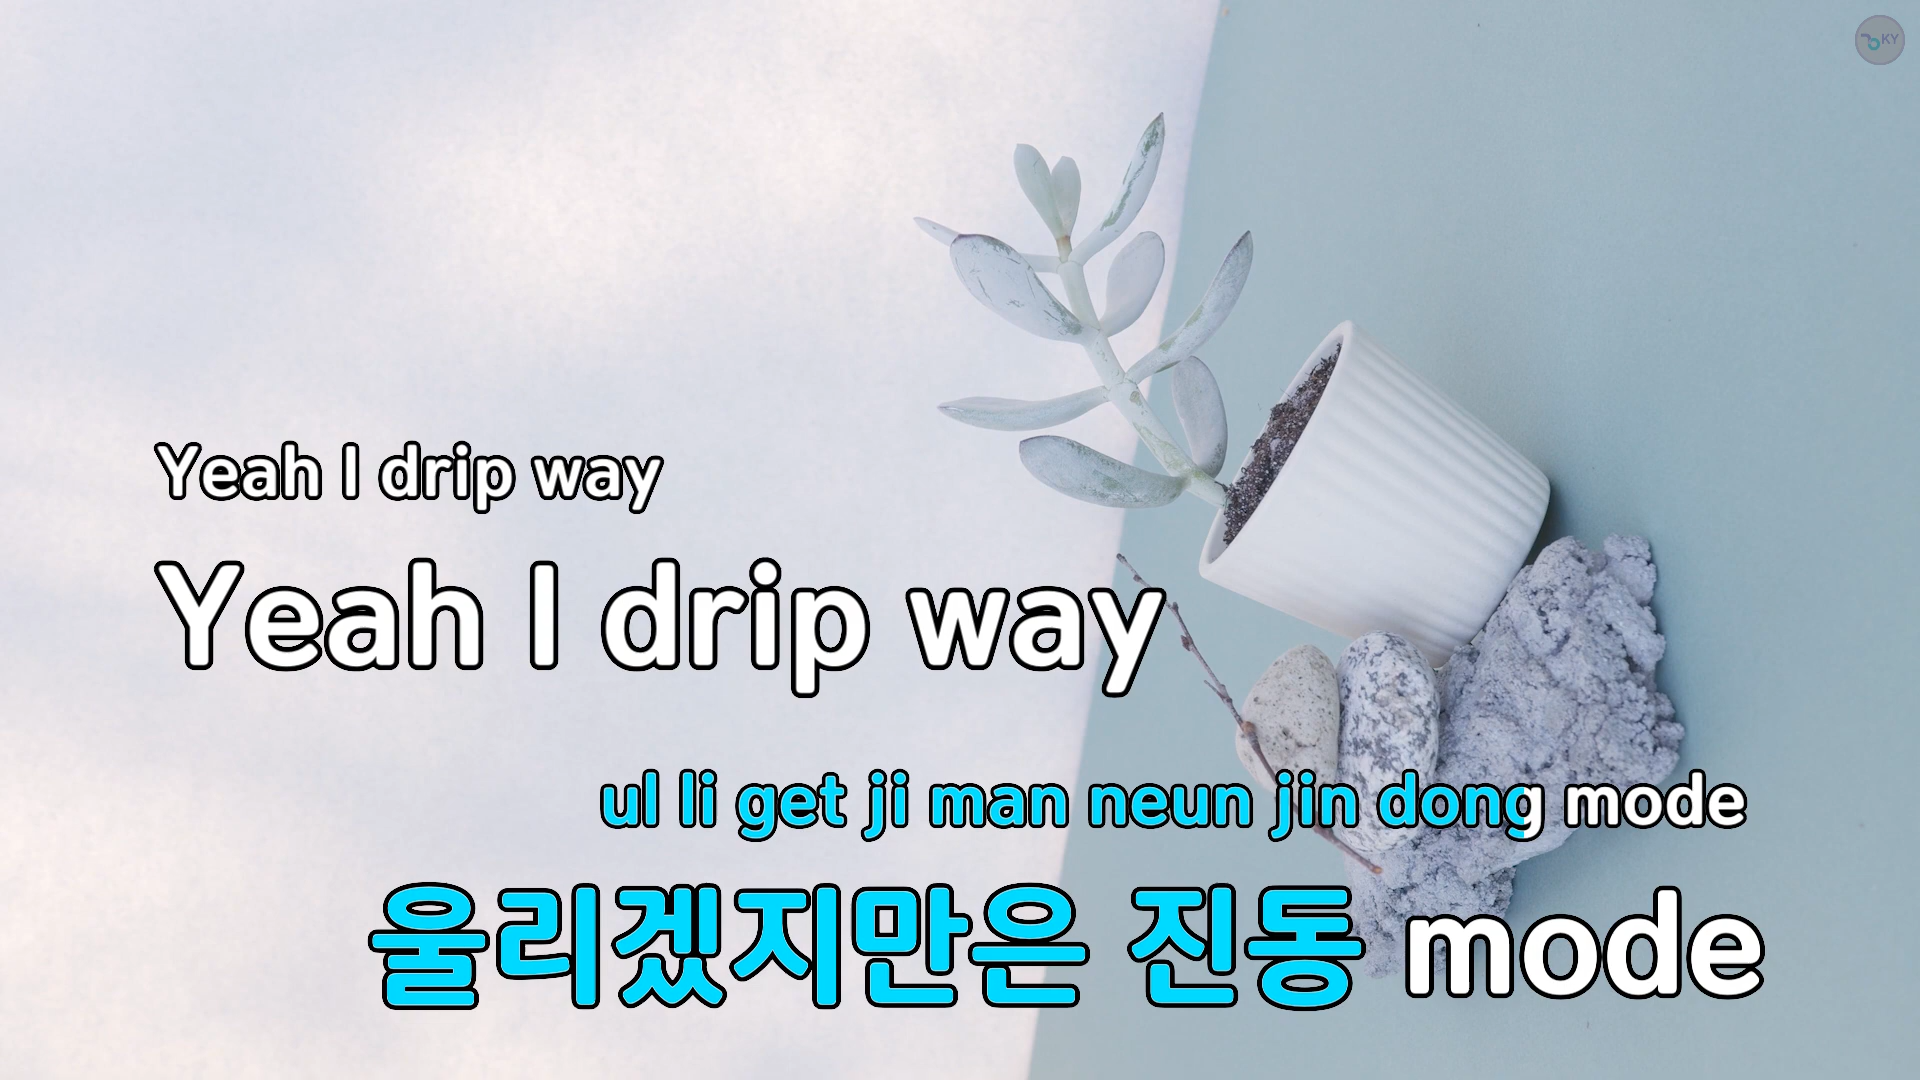 KY
Yeah I drip way
Yeah I drip way
ul li get ji man neun jin dong mode
울리겠지만은 진동 mode